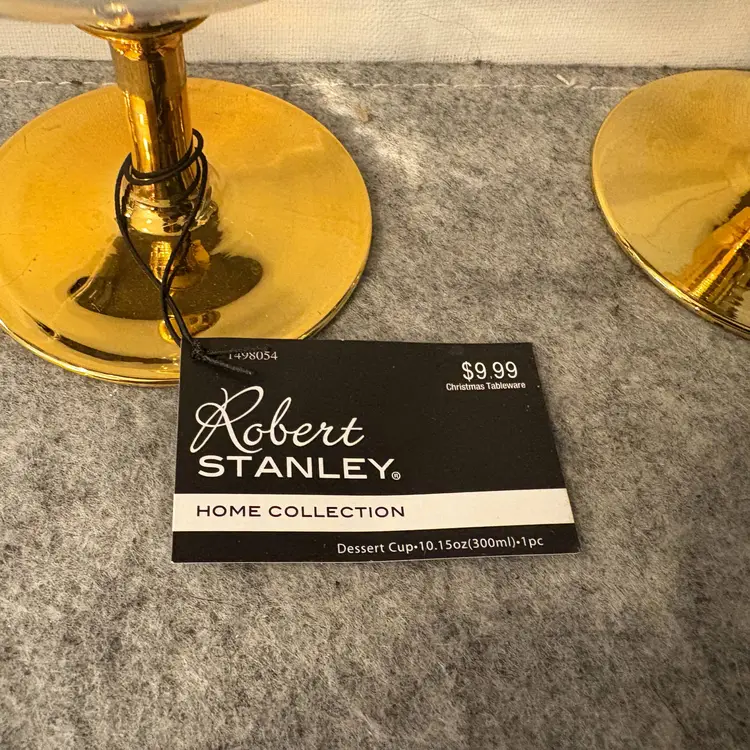 1498054
$9.99
Christmas Tableware
Robert
STANLEY®
HOME COLLECTION
Dessert Cup•10.15oz(300ml)•1pc